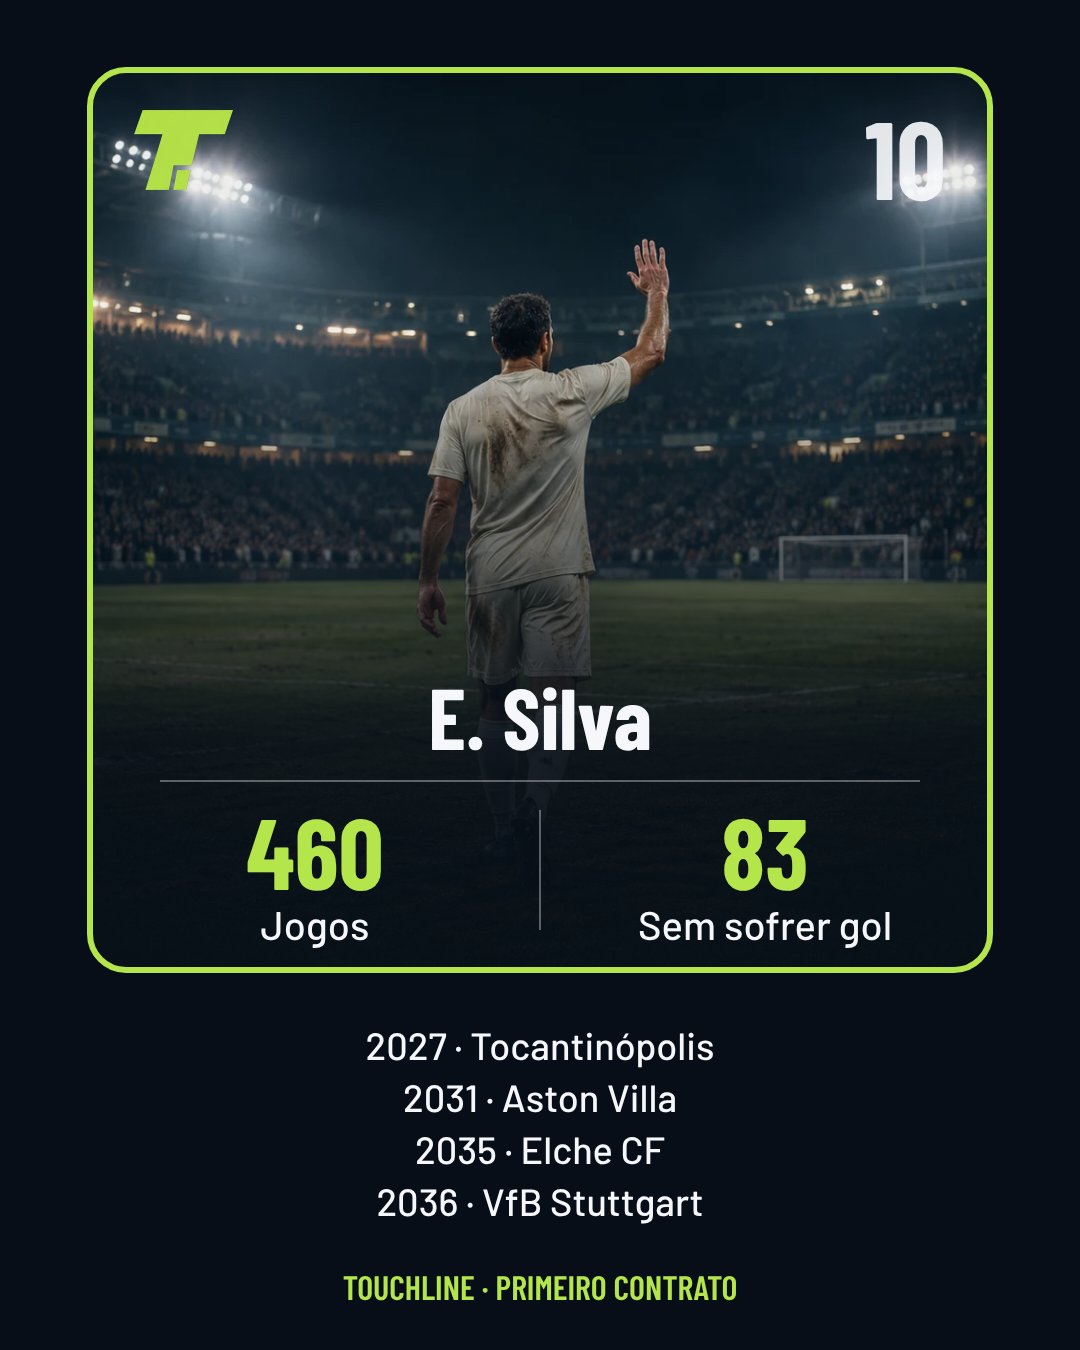 T.
10
E. Silva
460
Jogos
83
Sem sofrer gol
2027 · Tocantinópolis
2031 · Aston Villa
2035 · Elche CF
2036 · VfB Stuttgart
TOUCHLINE · PRIMEIRO CONTRATO